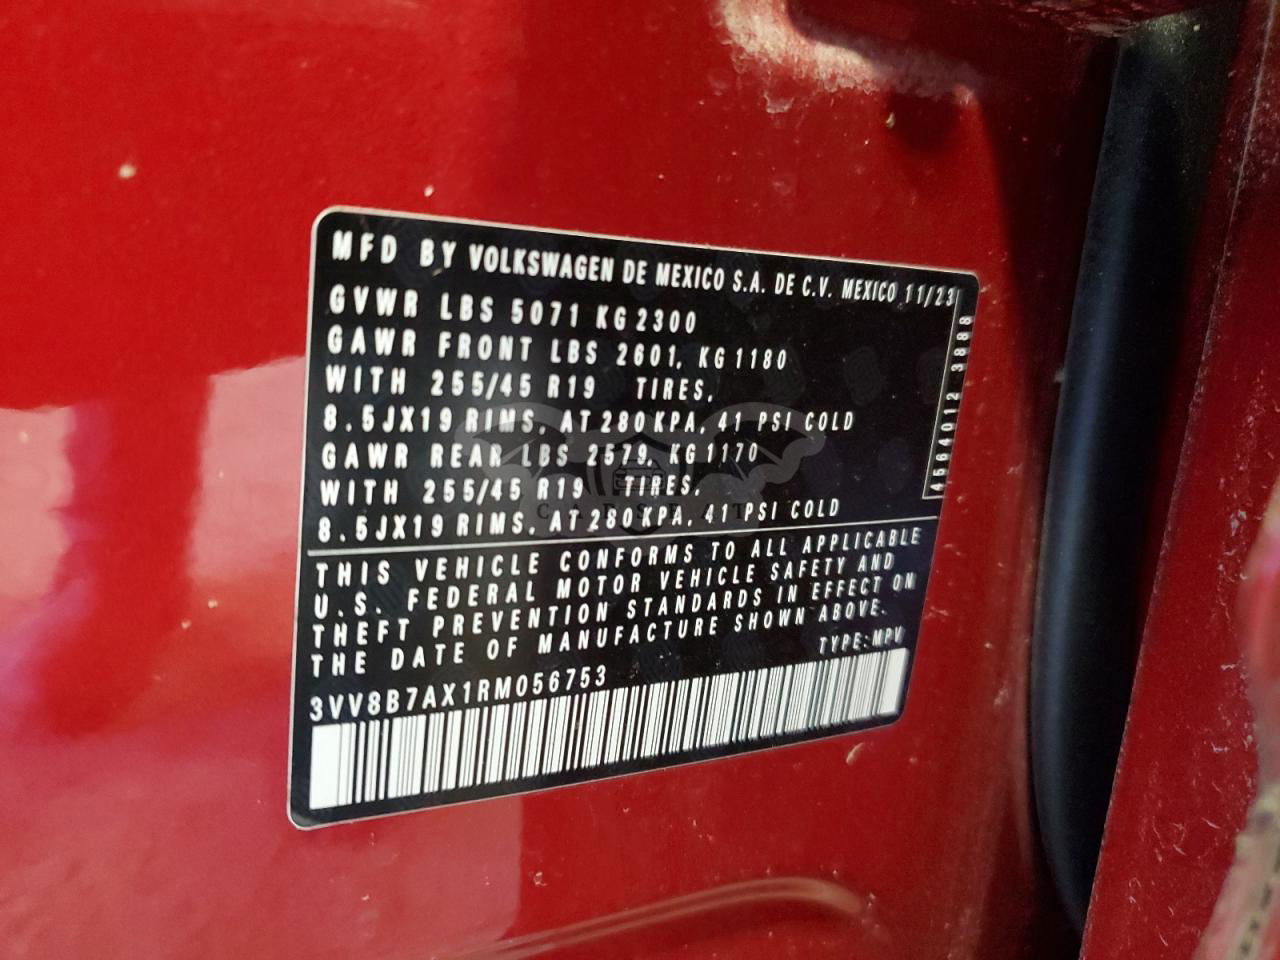 MFD BY VOLKSWAGEN DE MEXICO S.A. DE C.V. MEXICO 11/23
GVWR LBS 5071 KG 2300
GAWR FRONT LBS 2601, KG 1180
WITH 255/45 R19 TIRES,
8.5JX19 RIMS, AT 280 KPA, 41 PSI COLD
GAWR REAR LBS 2579, KG 1170
WITH 255/45 R19 TIRES,
8.5JX19 RIMS, AT 280 KPA, 41 PSI COLD
4564012 3888
THIS VEHICLE CONFORMS TO ALL APPLICABLE
U.S. FEDERAL MOTOR VEHICLE SAFETY AND
THEFT PREVENTION STANDARDS IN EFFECT ON
THE DATE OF MANUFACTURE SHOWN ABOVE.
TYPE: MPV
3VV8B7AX1RM056753